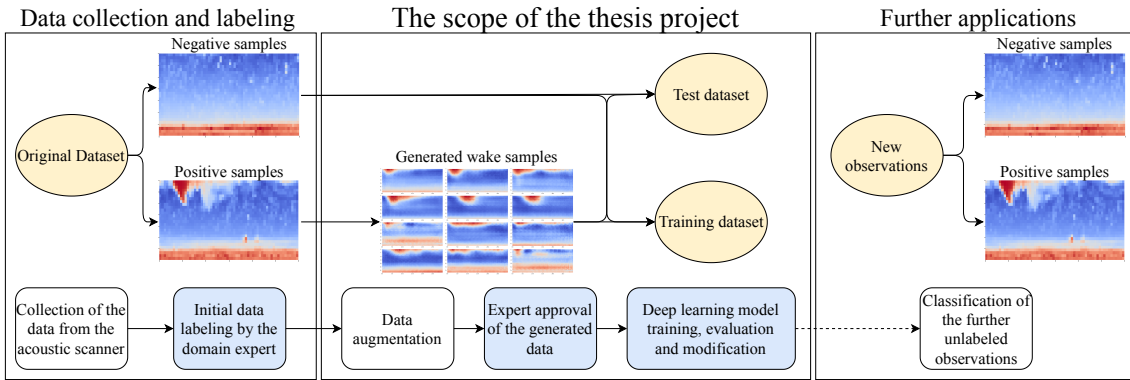 Data collection and labeling
The scope of the thesis project
Further applications
Negative samples
Original Dataset
Positive samples
Generated wake samples
Test dataset
Training dataset
Negative samples
New
observations
Positive samples
Collection of the
data from the
acoustic scanner
Initial data
labeling by the
domain expert
Data
augmentation
Expert approval
of the generated
data
Deep learning model
training, evaluation
and modification
Classification of
the further
unlabeled
observations